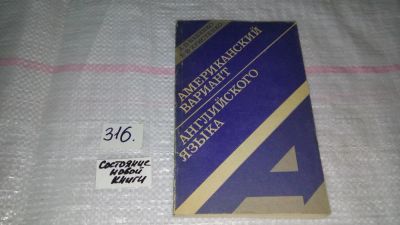 АМЕРИКАНСКИЙ
ВАРИАНТ
АНГЛИЙСКОГО
ЯЗЫКА
А
316.
СОСТОЯНИЕ
НОВОЙ
КНИГИ